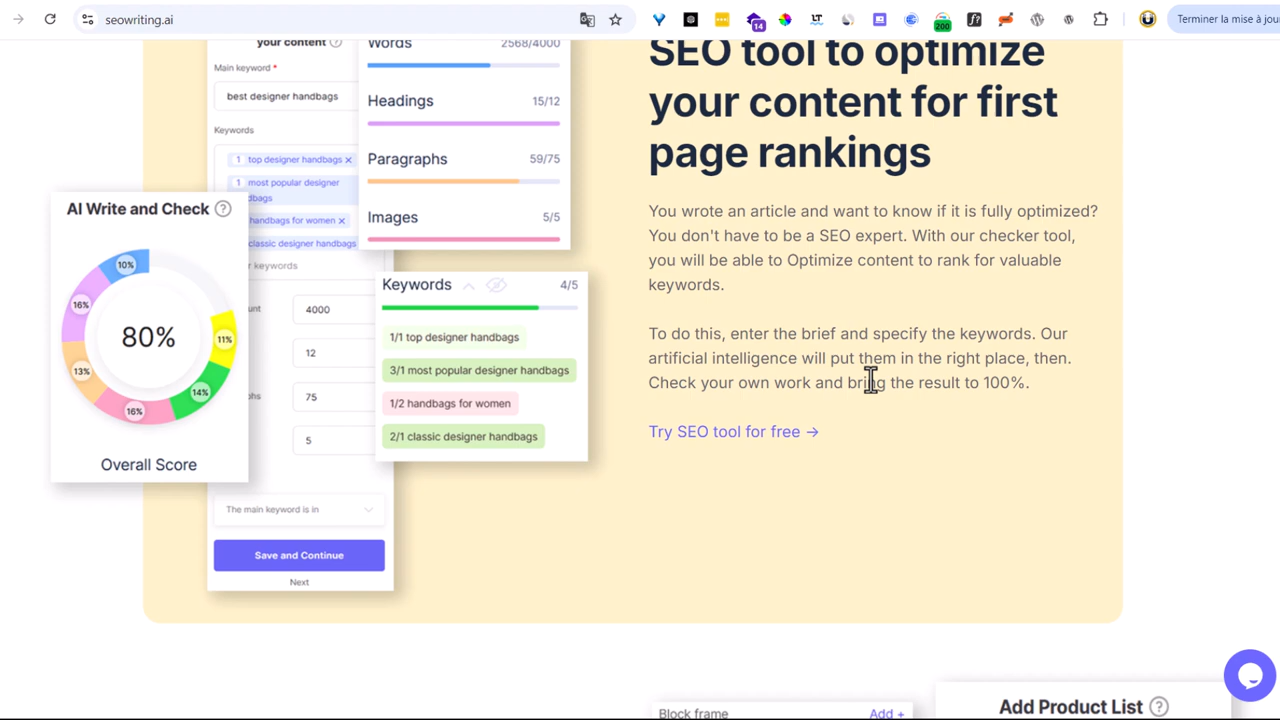 seowriting.ai
14
LT
200
f?
Terminer la mise à jou
your content
Main keyword *
best designer handbags
Keywords
1 top designer handbags ×
1 most popular designer
handbags for women ×
classic designer handbags
keywords
4000
12
75
5
The main keyword is in
Save and Continue
Next
Words 2568/4000
Headings 15/12
Paragraphs 59/75
Images 5/5
AI Write and Check ?
10%
16%
11%
80%
13%
14%
16%
Overall Score
Keywords 4/5
1/1 top designer handbags
3/1 most popular designer handbags
1/2 handbags for women
2/1 classic designer handbags
SEO tool to optimize
your content for first
page rankings
You wrote an article and want to know if it is fully optimized?
You don't have to be a SEO expert. With our checker tool,
you will be able to Optimize content to rank for valuable
keywords.
To do this, enter the brief and specify the keywords. Our
artificial intelligence will put them in the right place, then.
Check your own work and bring the result to 100%.
Try SEO tool for free →
Block frame Add +
Add Product List ?